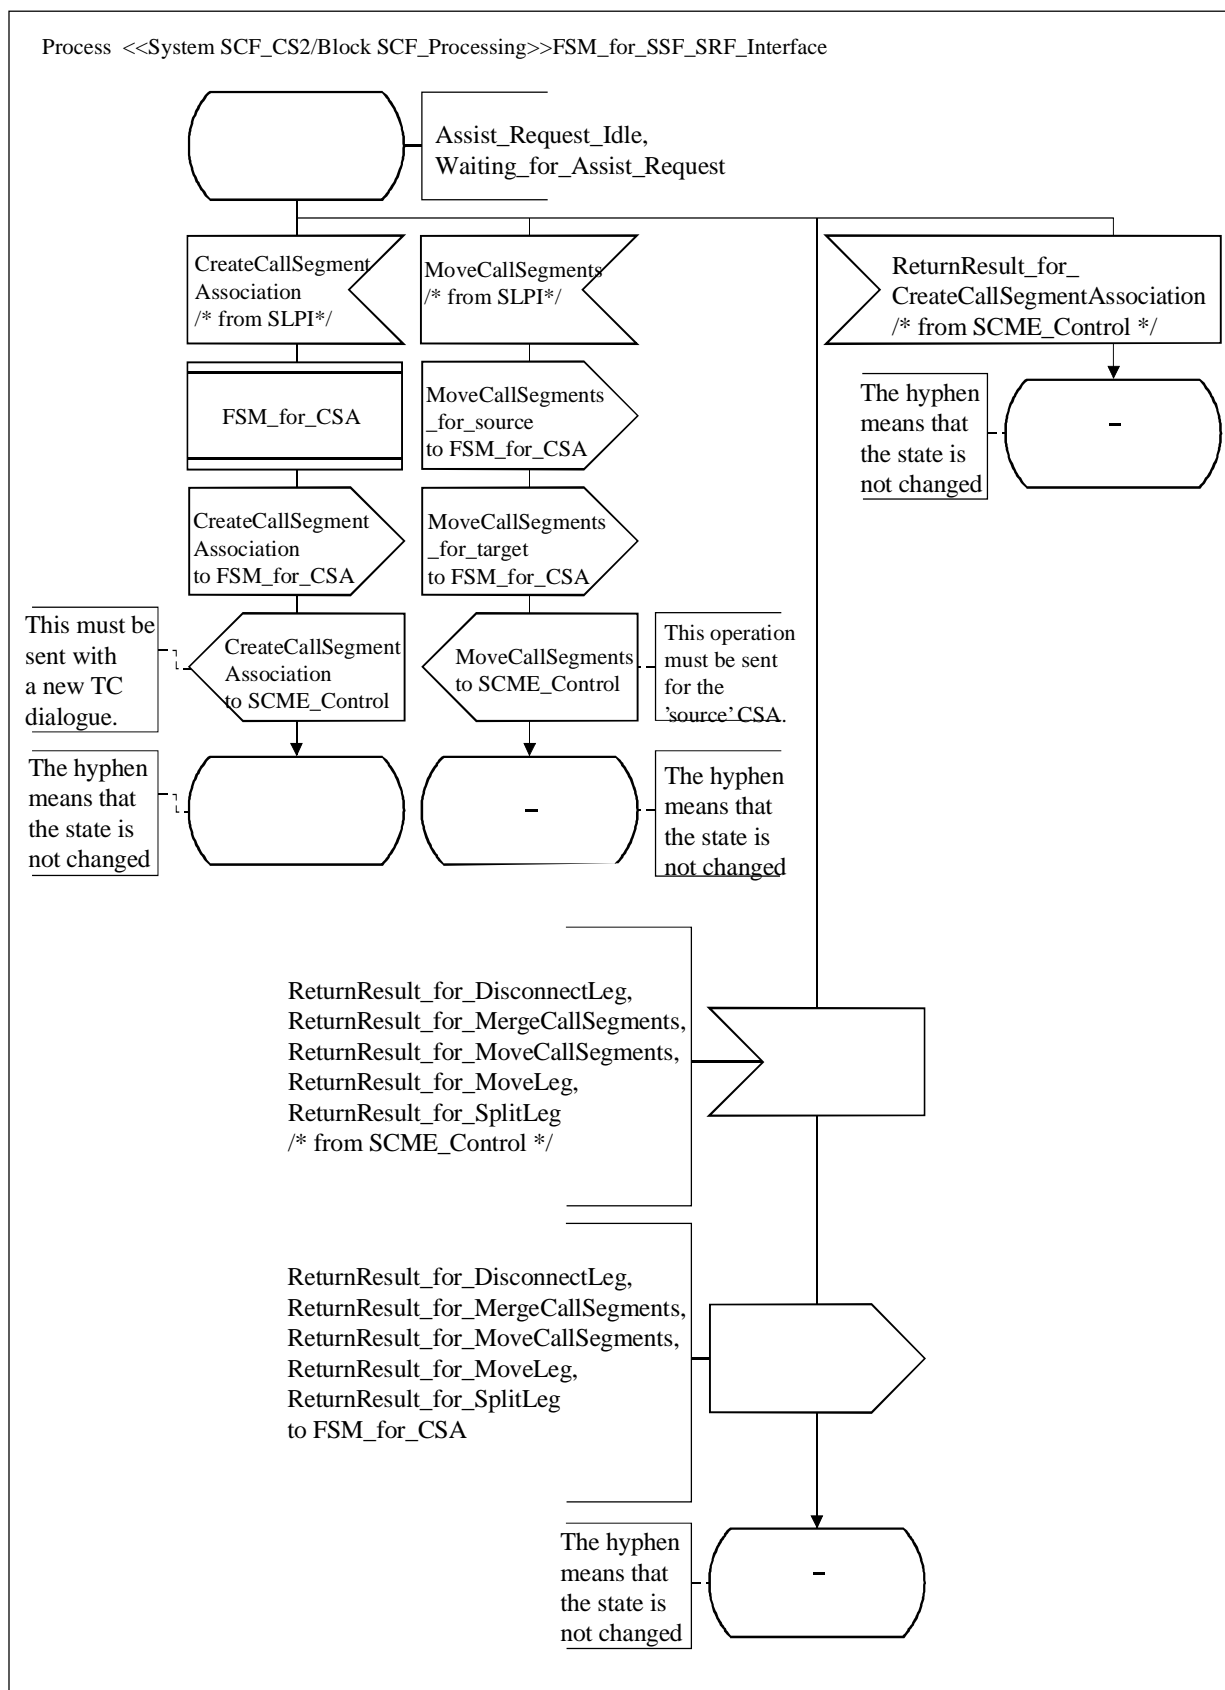 Process <<System SCF_CS2/Block SCF_Processing>>FSM_for_SSF_SRF_Interface
Assist_Request_Idle,
Waiting_for_Assist_Request
CreateCallSegment
Association
/* from SLPI*/
MoveCallSegments
/* from SLPI*/
ReturnResult_for_
CreateCallSegmentAssociation
/* from SCME_Control */
FSM_for_CSA
MoveCallSegments
_for_source
to FSM_for_CSA
The hyphen
means that
the state is
not changed
–
CreateCallSegment
Association
to FSM_for_CSA
MoveCallSegments
_for_target
to FSM_for_CSA
This must be
sent with
a new TC
dialogue.
CreateCallSegment
Association
to SCME_Control
MoveCallSegments
to SCME_Control
This operation
must be sent
for the
'source' CSA.
The hyphen
means that
the state is
not changed
–
The hyphen
means that
the state is
not changed
ReturnResult_for_DisconnectLeg,
ReturnResult_for_MergeCallSegments,
ReturnResult_for_MoveCallSegments,
ReturnResult_for_MoveLeg,
ReturnResult_for_SplitLeg
/* from SCME_Control */
ReturnResult_for_DisconnectLeg,
ReturnResult_for_MergeCallSegments,
ReturnResult_for_MoveCallSegments,
ReturnResult_for_MoveLeg,
ReturnResult_for_SplitLeg
to FSM_for_CSA
The hyphen
means that
the state is
not changed
–